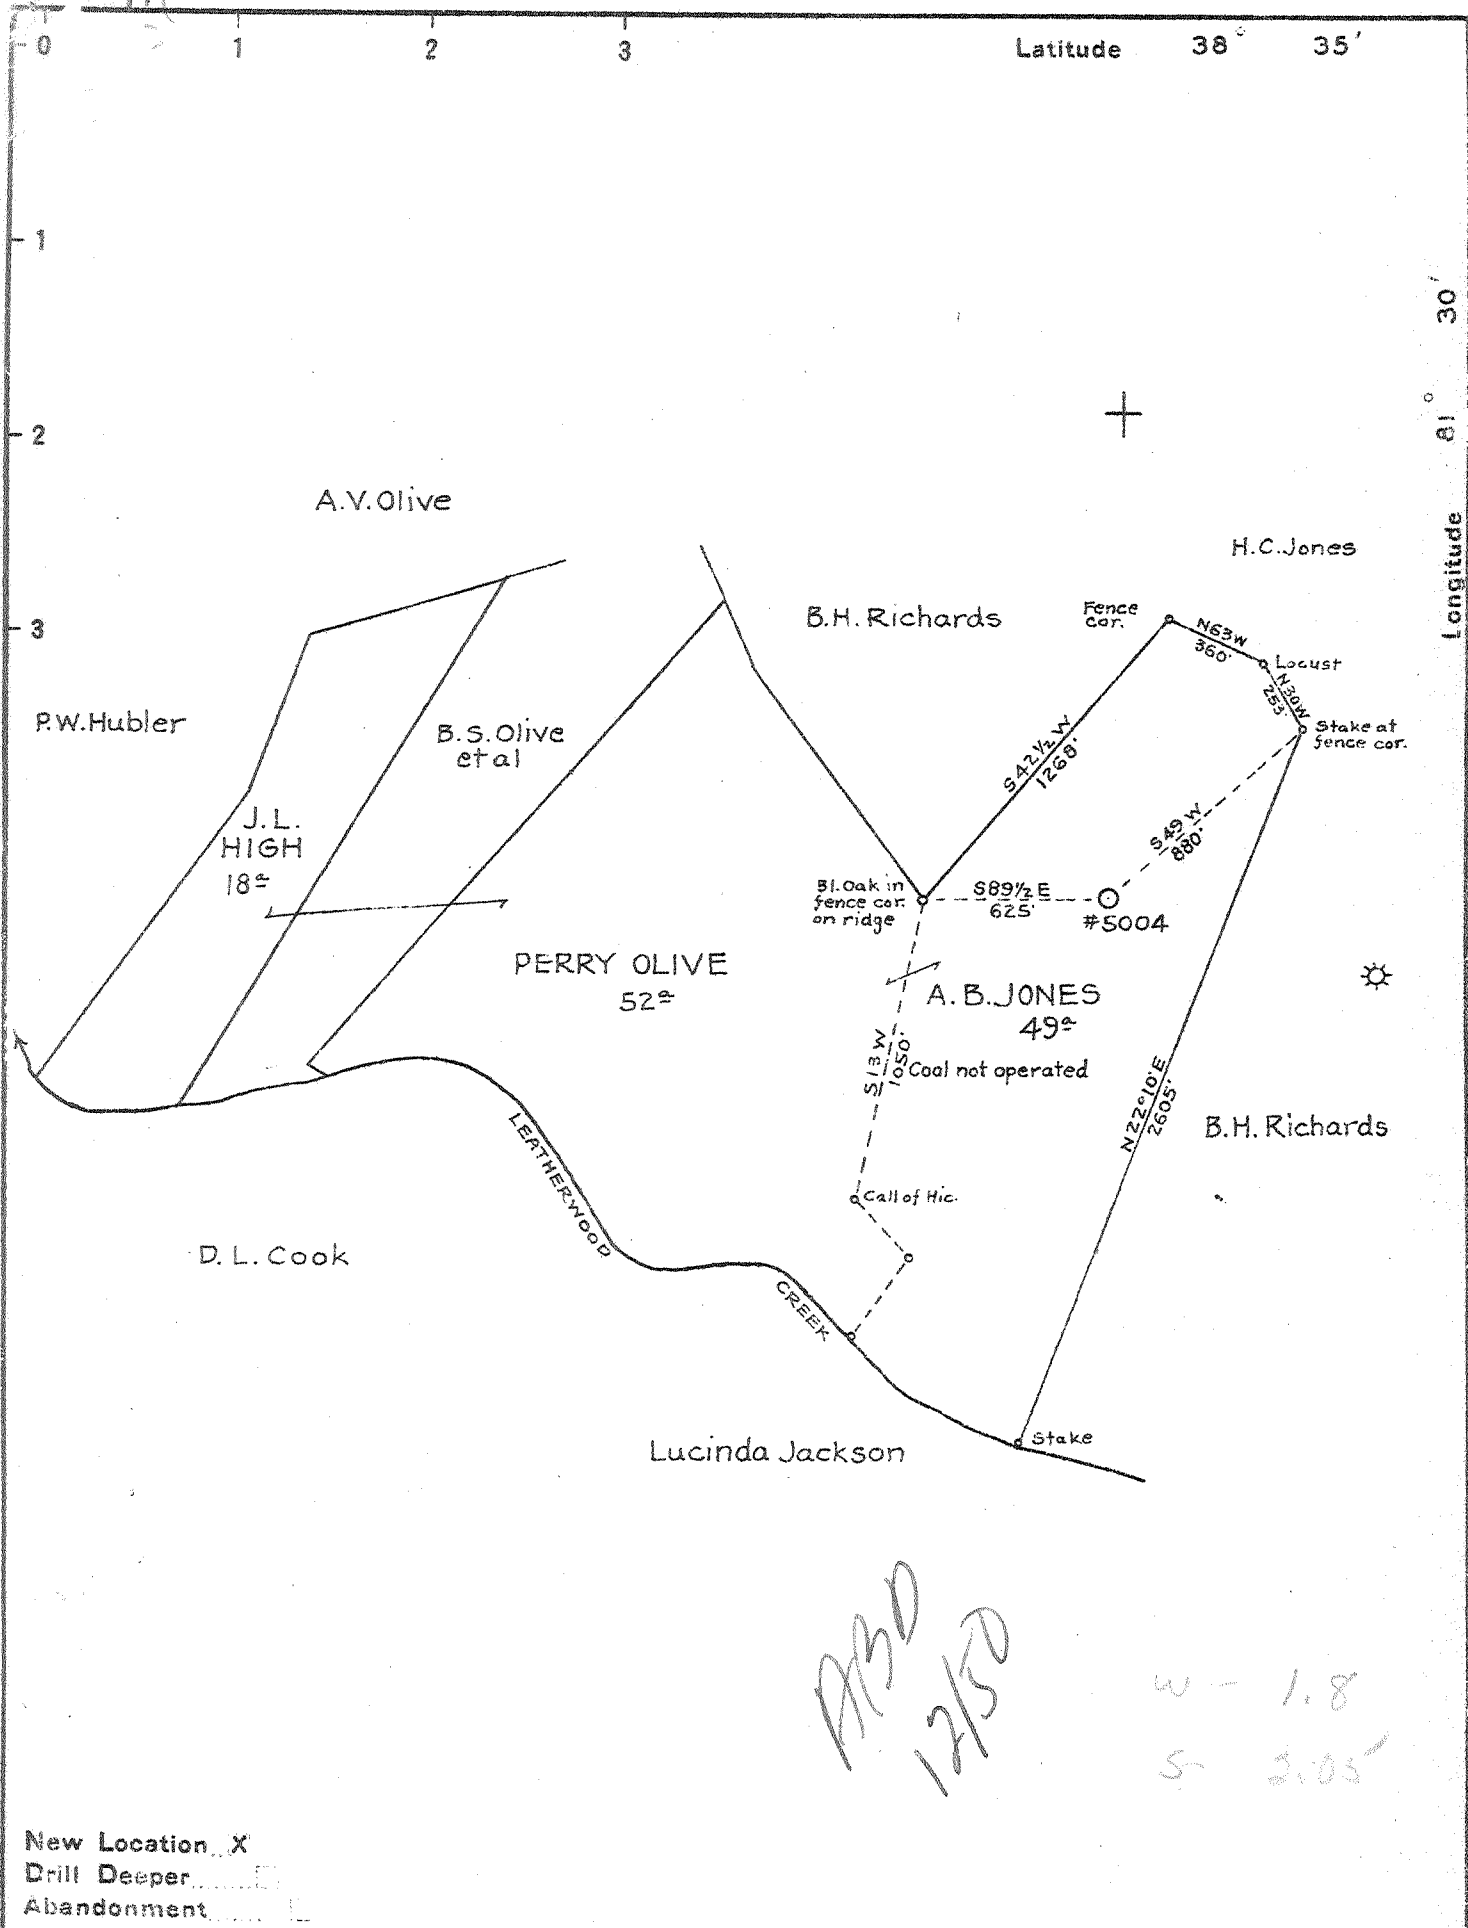 0 1 2 3 Latitude 38° 35'
1
30'
81°
2
Longitude
A.V. Olive
H.C. Jones
3
B.H. Richards
Fence
cor.
N63W
360'
Locust
N30W
253'
Stake at
fence cor.
P.W. Hubler
B.S. Olive
et al
S42½W
1268'
J.L.
HIGH
18a
S49W
880'
Bl. Oak in
fence cor.
on ridge
S89½E
625'
#5004
PERRY OLIVE
52a
A.B. JONES
49a
S13W
1050'
Coal not operated
N22°10'E
2605'
B.H. Richards
LEATHERWOOD
Call of Hic.
D.L. Cook
CREEK
Lucinda Jackson
Stake
ABD
12/50
W - 1.8
S-
New Location X
Drill Deeper
Abandonment